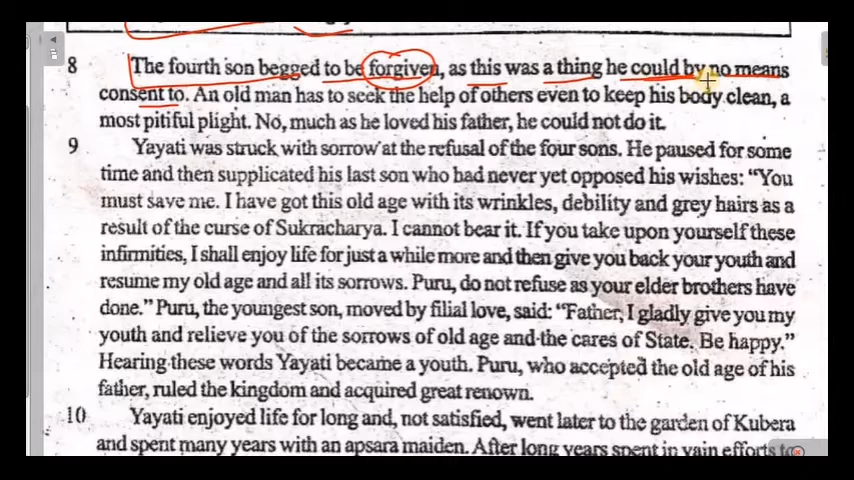 8 The fourth son begged to be forgiven, as this was a thing he could by no means
consent to. An old man has to seek the help of others even to keep his body clean, a
most pitiful plight. No, much as he loved his father, he could not do it.
9 Yayati was struck with sorrow at the refusal of the four sons. He paused for some
time and then supplicated his last son who had never yet opposed his wishes: “You
must save me. I have got this old age with its wrinkles, debility and grey hairs as a
result of the curse of Sukracharya. I cannot bear it. If you take upon yourself these
infirmities, I shall enjoy life for just a while more and then give you back your youth and
resume my old age and all its sorrows. Puru, do not refuse as your elder brothers have
done.” Puru, the youngest son, moved by filial love, said: “Father, I gladly give you my
youth and relieve you of the sorrows of old age and the cares of State. Be happy.”
Hearing these words Yayati became a youth. Puru, who accepted the old age of his
father, ruled the kingdom and acquired great renown.
10 Yayati enjoyed life for long and, not satisfied, went later to the garden of Kubera
and spent many years with an apsara maiden. After long years spent in vain efforts to